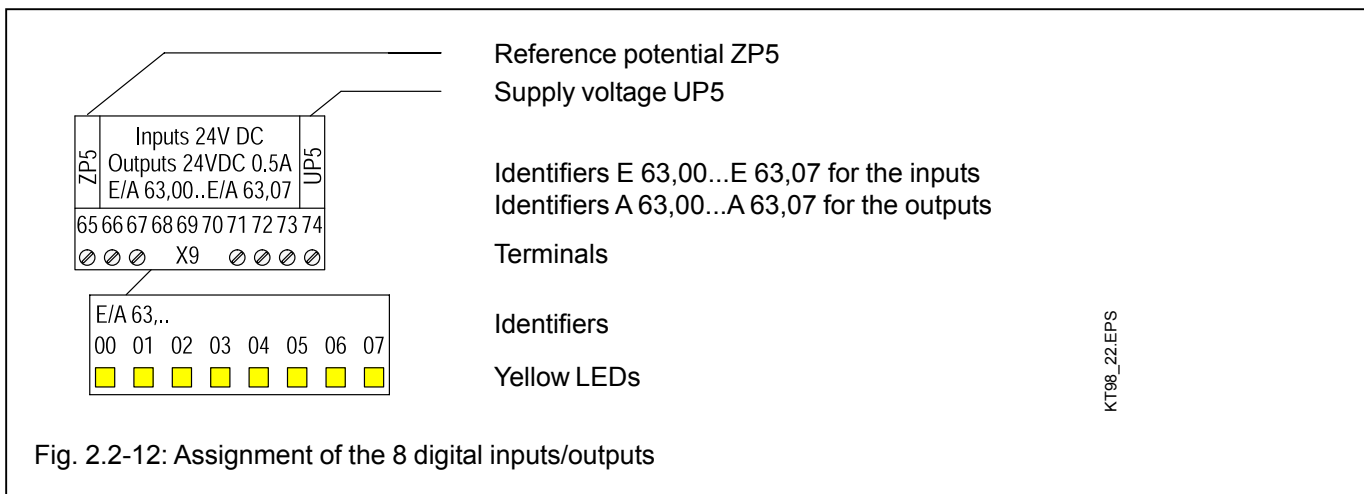 Reference potential ZP5
Supply voltage UP5
ZP5
Inputs 24V DC
Outputs 24VDC 0.5A
E/A 63,00..E/A 63,07
UP5
Identifiers E 63,00...E 63,07 for the inputs
Identifiers A 63,00...A 63,07 for the outputs
65 66 67 68 69 70 71 72 73 74
X9
Terminals
E/A 63,..
00 01 02 03 04 05 06 07
Identifiers
Yellow LEDs
KT98_22.EPS
Fig. 2.2-12: Assignment of the 8 digital inputs/outputs